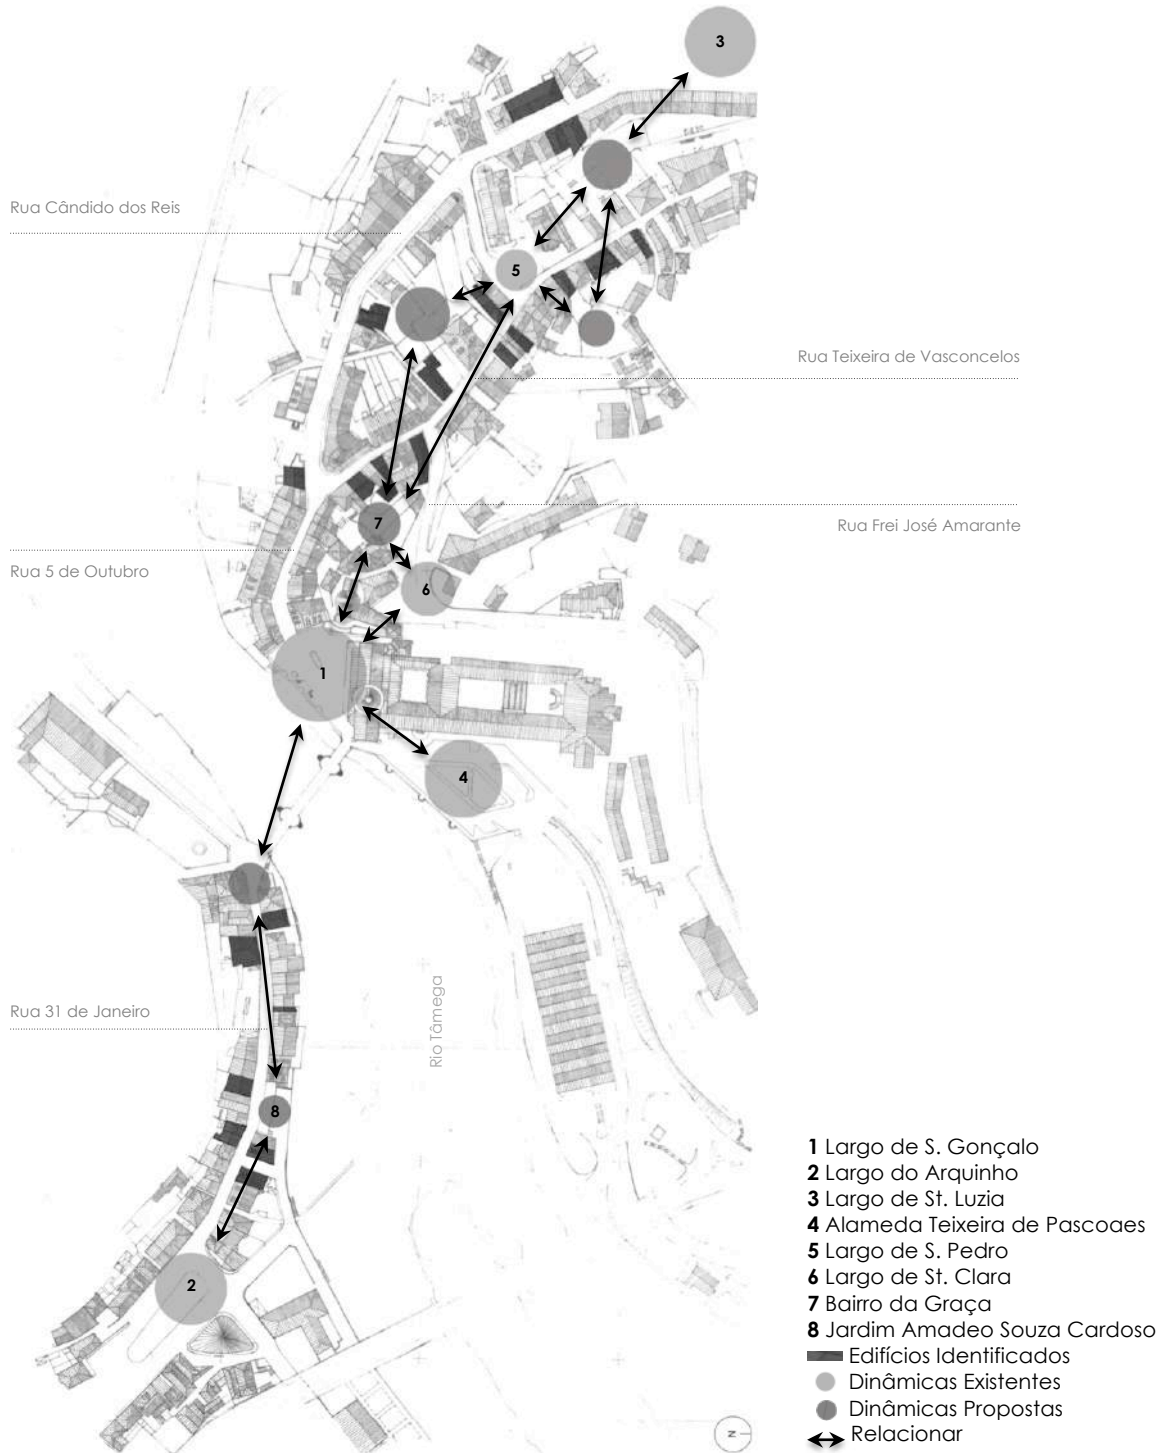 3
Rua Cândido dos Reis
5
Rua Teixeira de Vasconcelos
7
Rua Frei José Amarante
Rua 5 de Outubro
6
1
4
Rua 31 de Janeiro
Rio Tâmega
8
2
1 Largo de S. Gonçalo
2 Largo do Arquinho
3 Largo de St. Luzia
4 Alameda Teixeira de Pascoaes
5 Largo de S. Pedro
6 Largo de St. Clara
7 Bairro da Graça
8 Jardim Amadeo Souza Cardoso
Edifícios Identificados
Dinâmicas Existentes
Dinâmicas Propostas
Relacionar
N